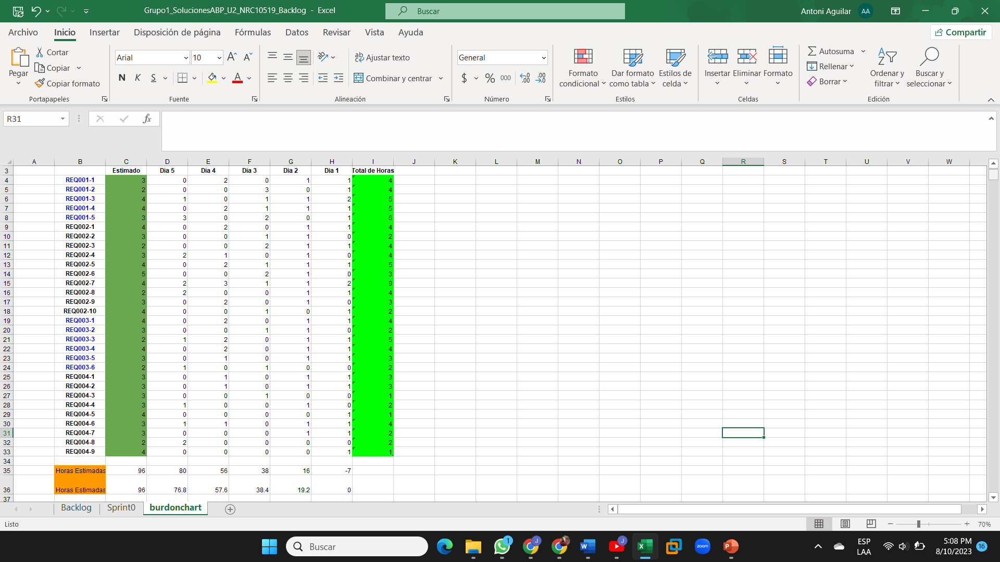 Grupo1_SolucionesABP_U2_NRC10519_Backlog - Excel
Buscar
Antoni Aguilar AA
Archivo Inicio Insertar Disposición de página Fórmulas Datos Revisar Vista Ayuda Compartir
Pegar Cortar Copiar Copiar formato
Portapapeles
Arial 10 A A
N K S A
Fuente
ab Ajustar texto
Combinar y centrar
Alineación
General
$ % 000
Número
Formato condicional Dar formato como tabla Estilos de celda
Estilos
Insertar Eliminar Formato
Celdas
Autosuma
Rellenar
Borrar
Ordenar y filtrar Buscar y seleccionar
Edición
R31 fx
A B C D E F G H I J K L M N O P Q R S T U V W
3 Estimado Dia 5 Dia 4 Dia 3 Dia 2 Dia 1 Total de Horas
4 REQ001-1 3 0 2 0 1 1 4
5 REQ001-2 2 0 0 3 0 1 4
6 REQ001-3 4 1 0 1 1 2 5
7 REQ001-4 4 0 2 1 1 1 5
8 REQ001-5 3 3 0 2 0 1 6
9 REQ002-1 4 0 2 0 1 1 4
10 REQ002-2 3 0 0 1 1 0 2
11 REQ002-3 2 0 0 2 1 1 4
12 REQ002-4 3 2 1 0 1 0 4
13 REQ002-5 4 0 2 1 1 1 5
14 REQ002-6 5 0 0 2 1 0 3
15 REQ002-7 4 2 3 1 1 2 9
16 REQ002-8 2 2 0 0 1 1 4
17 REQ002-9 3 0 2 0 1 0 3
18 REQ002-10 4 0 0 1 0 1 2
19 REQ003-1 4 0 2 0 1 1 4
20 REQ003-2 3 0 0 1 1 0 2
21 REQ003-3 2 1 2 0 1 1 5
22 REQ003-4 4 0 2 0 1 1 4
23 REQ003-5 3 0 1 0 1 1 3
24 REQ003-6 2 1 0 1 0 0 2
25 REQ004-1 3 0 1 0 1 1 3
26 REQ004-2 3 0 1 0 1 1 3
27 REQ004-3 3 0 0 1 0 0 1
28 REQ004-4 3 1 0 0 1 0 2
29 REQ004-5 4 0 0 0 0 1 1
30 REQ004-6 3 1 1 0 1 1 4
31 REQ004-7 3 0 0 0 1 1 2
32 REQ004-8 2 2 0 0 0 0 2
33 REQ004-9 4 0 0 0 0 1 1
34
35 Horas Estimadas 96 80 56 38 16 -7
36 Horas Estimadas 96 76.8 57.6 38.4 19.2 0
37
Backlog Sprint0 burdonchart
Listo 70%
Buscar 1 J J zoom ESP LAA 5:08 PM 8/10/2023 16